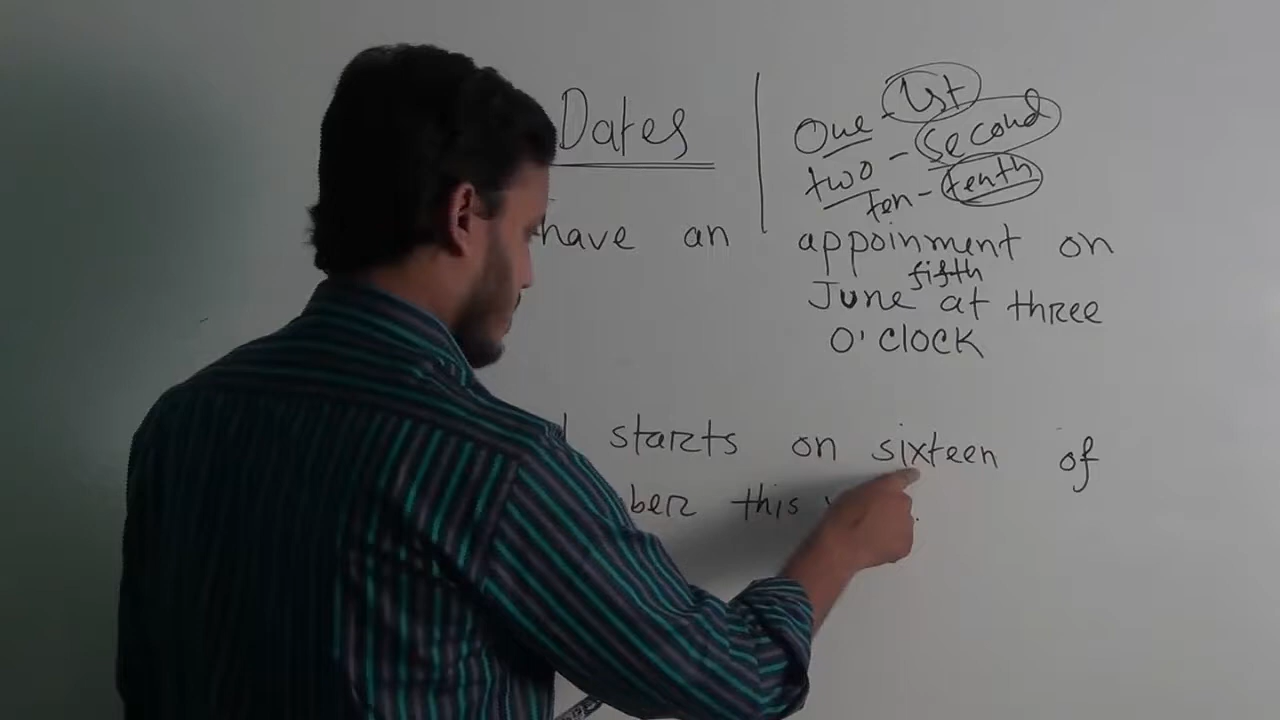 Dates
One - 1st
two - second
ten - tenth
have an appoinment on
fifth
June at three
O'clock
starts on sixteen of
ber this